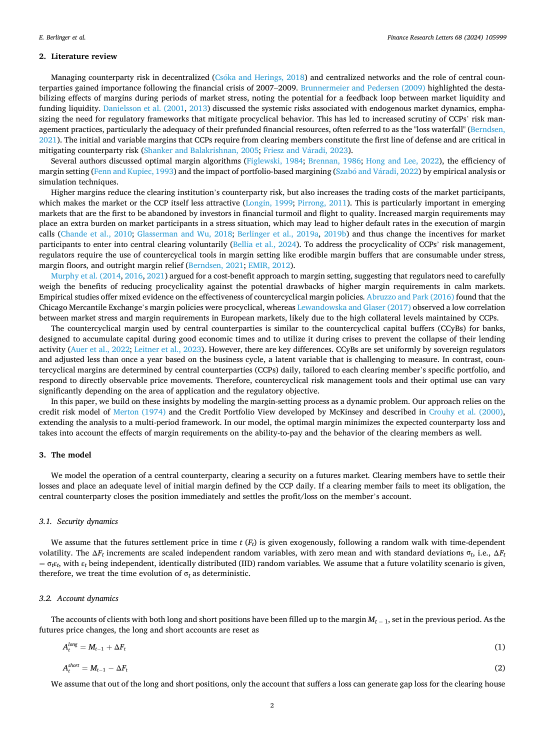 E. Berlinger et al.
Finance Research Letters 68 (2024) 105999
2. Literature review
Managing counterparty risk in decentralized (Csóka and Herings, 2018) and centralized networks and the role of central coun-
terparties gained importance following the financial crisis of 2007–2009. Brunnermeier and Pedersen (2009) highlighted the desta-
bilizing effects of margins during periods of market stress, noting the potential for a feedback loop between market liquidity and
funding liquidity. Danielsson et al. (2001, 2013) discussed the systemic risks associated with endogenous market dynamics, empha-
sizing the need for regulatory frameworks that mitigate procyclical behavior. This has led to increased scrutiny of CCPs' risk man-
agement practices, particularly the adequacy of their prefunded financial resources, often referred to as the "loss waterfall" (Berndsen,
2021). The initial and variable margins that CCPs require from clearing members constitute the first line of defense and are critical in
mitigating counterparty risk (Shanker and Balakrishnan, 2005; Friesz and Váradi, 2023).
Several authors discussed optimal margin algorithms (Figlewski, 1984; Brennan, 1986; Hong and Lee, 2022), the efficiency of
margin setting (Fenn and Kupiec, 1993) and the impact of portfolio-based margining (Szabó and Váradi, 2022) by empirical analysis or
simulation techniques.
Higher margins reduce the clearing institution's counterparty risk, but also increases the trading costs of the market participants,
which makes the market or the CCP itself less attractive (Longin, 1999; Pirrong, 2011). This is particularly important in emerging
markets that are the first to be abandoned by investors in financial turmoil and flight to quality. Increased margin requirements may
place an extra burden on market participants in a stress situation, which may lead to higher default rates in the execution of margin
calls (Chande et al., 2010; Glasserman and Wu, 2018; Berlinger et al., 2019a, 2019b) and thus change the incentives for market
participants to enter into central clearing voluntarily (Bellia et al., 2024). To address the procyclicality of CCPs' risk management,
regulators require the use of countercyclical tools in margin setting like erodible margin buffers that are consumable under stress,
margin floors, and outright margin relief (Berndsen, 2021; EMIR, 2012).
Murphy et al. (2014, 2016, 2021) argued for a cost-benefit approach to margin setting, suggesting that regulators need to carefully
weigh the benefits of reducing procyclicality against the potential drawbacks of higher margin requirements in calm markets.
Empirical studies offer mixed evidence on the effectiveness of countercyclical margin policies. Abruzzo and Park (2016) found that the
Chicago Mercantile Exchange's margin policies were procyclical, whereas Lewandowska and Glaser (2017) observed a low correlation
between market stress and margin requirements in European markets, likely due to the high collateral levels maintained by CCPs.
The countercyclical margin used by central counterparties is similar to the countercyclical capital buffers (CCyBs) for banks,
designed to accumulate capital during good economic times and to utilize it during crises to prevent the collapse of their lending
activity (Auer et al., 2022; Leitner et al., 2023). However, there are key differences. CCyBs are set uniformly by sovereign regulators
and adjusted less than once a year based on the business cycle, a latent variable that is challenging to measure. In contrast, coun-
tercyclical margins are determined by central counterparties (CCPs) daily, tailored to each clearing member's specific portfolio, and
respond to directly observable price movements. Therefore, countercyclical risk management tools and their optimal use can vary
significantly depending on the area of application and the regulatory objective.
In this paper, we build on these insights by modeling the margin-setting process as a dynamic problem. Our approach relies on the
credit risk model of Merton (1974) and the Credit Portfolio View developed by McKinsey and described in Crouhy et al. (2000),
extending the analysis to a multi-period framework. In our model, the optimal margin minimizes the expected counterparty loss and
takes into account the effects of margin requirements on the ability-to-pay and the behavior of the clearing members as well.
3. The model
We model the operation of a central counterparty, clearing a security on a futures market. Clearing members have to settle their
losses and place an adequate level of initial margin defined by the CCP daily. If a clearing member fails to meet its obligation, the
central counterparty closes the position immediately and settles the profit/loss on the member's account.
3.1. Security dynamics
We assume that the futures settlement price in time t (Fₜ) is given exogenously, following a random walk with time-dependent
volatility. The ΔFₜ increments are scaled independent random variables, with zero mean and with standard deviations σₜ, i.e., ΔFₜ
= σₜεₜ, with εₜ being independent, identically distributed (IID) random variables. We assume that a future volatility scenario is given,
therefore, we treat the time evolution of σₜ as deterministic.
3.2. Account dynamics
The accounts of clients with both long and short positions have been filled up to the margin Mₜ₋₁, set in the previous period. As the
futures price changes, the long and short accounts are reset as
Aₜ^long = Mₜ₋₁ + ΔFₜ (1)
Aₜ^short = Mₜ₋₁ − ΔFₜ (2)
We assume that out of the long and short positions, only the account that suffers a loss can generate gap loss for the clearing house
2